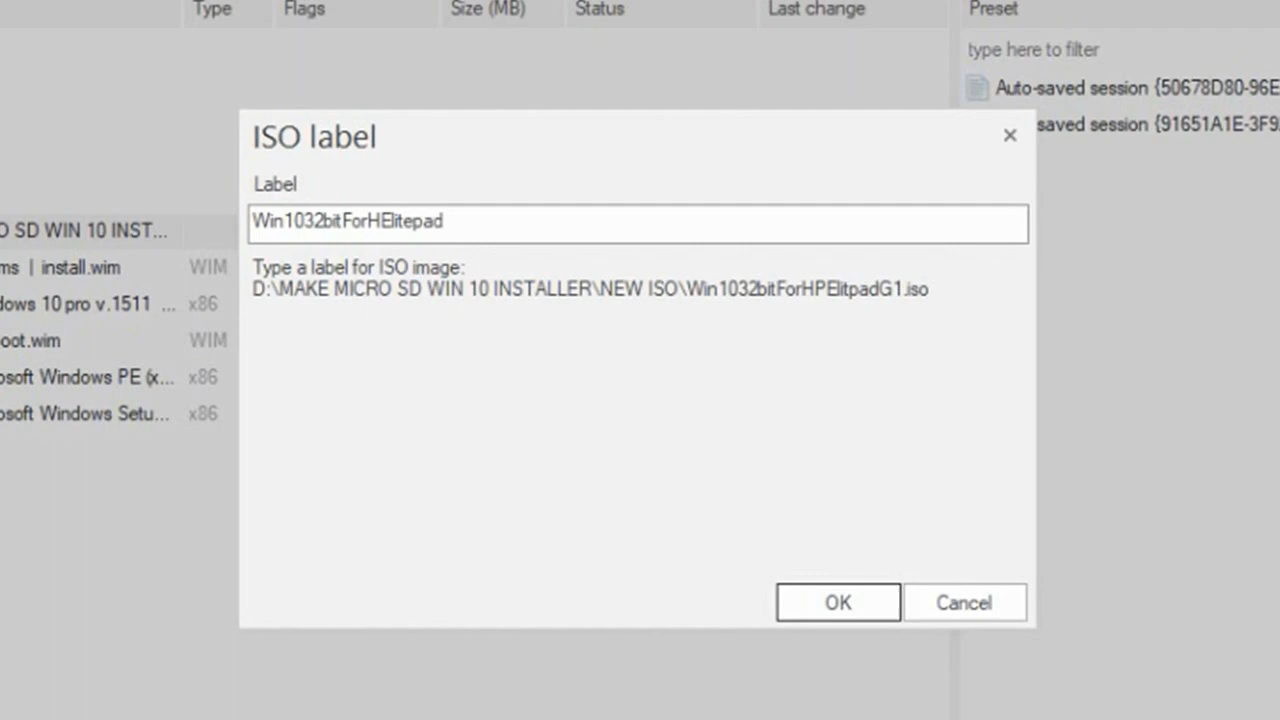 Type Flags Size (MB) Status Last change Preset
type here to filter
Auto-saved session {50678D80-96E
saved session {91651A1E-3F9
ISO label
Label
Win1032bitForHElitepad
Type a label for ISO image:
D:\MAKE MICRO SD WIN 10 INSTALLER\NEW ISO\Win1032bitForHPElitpadG1.iso
O SD WIN 10 INST...
ms | install.wim WIM
dows 10 pro v.1511 ... x86
oot.wim WIM
osoft Windows PE (x... x86
osoft Windows Setu... x86
OK Cancel